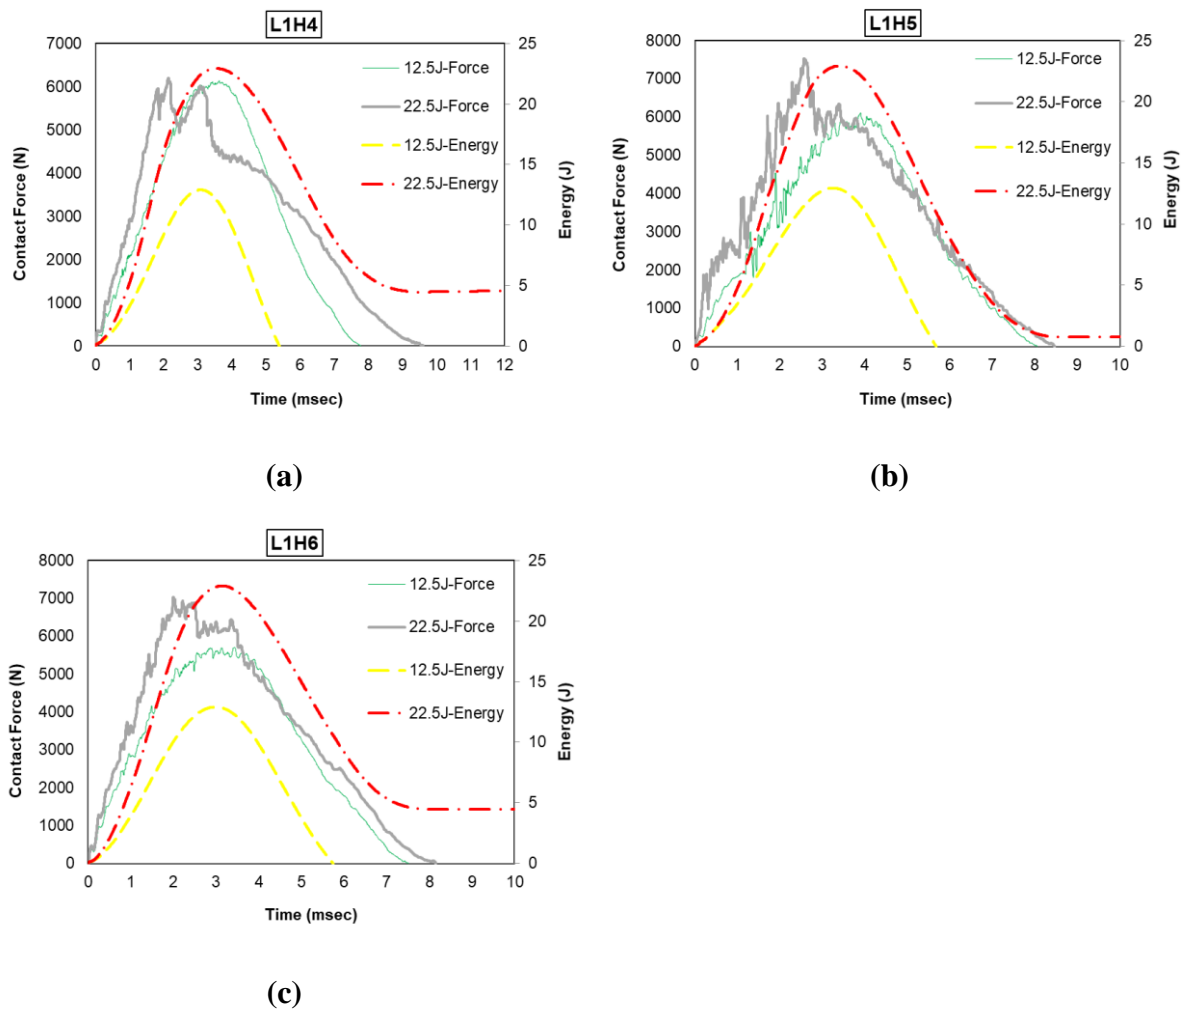 L1H4
7000
6000
5000
4000
3000
2000
1000
0
Contact Force (N)
25
20
15
10
5
0
Energy (J)
12.5J-Force
22.5J-Force
12.5J-Energy
22.5J-Energy
0 1 2 3 4 5 6 7 8 9 10 11 12
Time (msec)
(a)
L1H5
8000
7000
6000
5000
4000
3000
2000
1000
0
Contact Force (N)
25
20
15
10
5
0
Energy (J)
12.5J-Force
22.5J-Force
12.5J-Energy
22.5J-Energy
0 1 2 3 4 5 6 7 8 9 10
Time (msec)
(b)
L1H6
8000
7000
6000
5000
4000
3000
2000
1000
0
Contact Force (N)
25
20
15
10
5
0
Energy (J)
12.5J-Force
22.5J-Force
12.5J-Energy
22.5J-Energy
0 1 2 3 4 5 6 7 8 9 10
Time (msec)
(c)